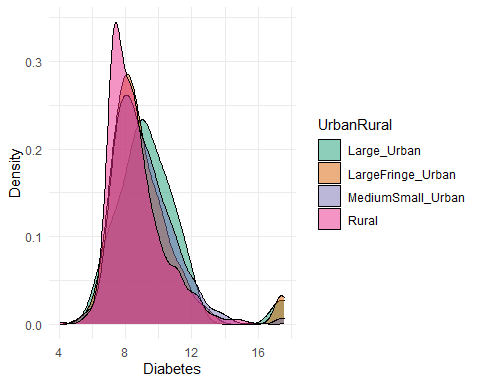 0.3
0.2
0.1
0.0
Density
4
8
12
16
Diabetes
UrbanRural
Large_Urban
LargeFringe_Urban
MediumSmall_Urban
Rural